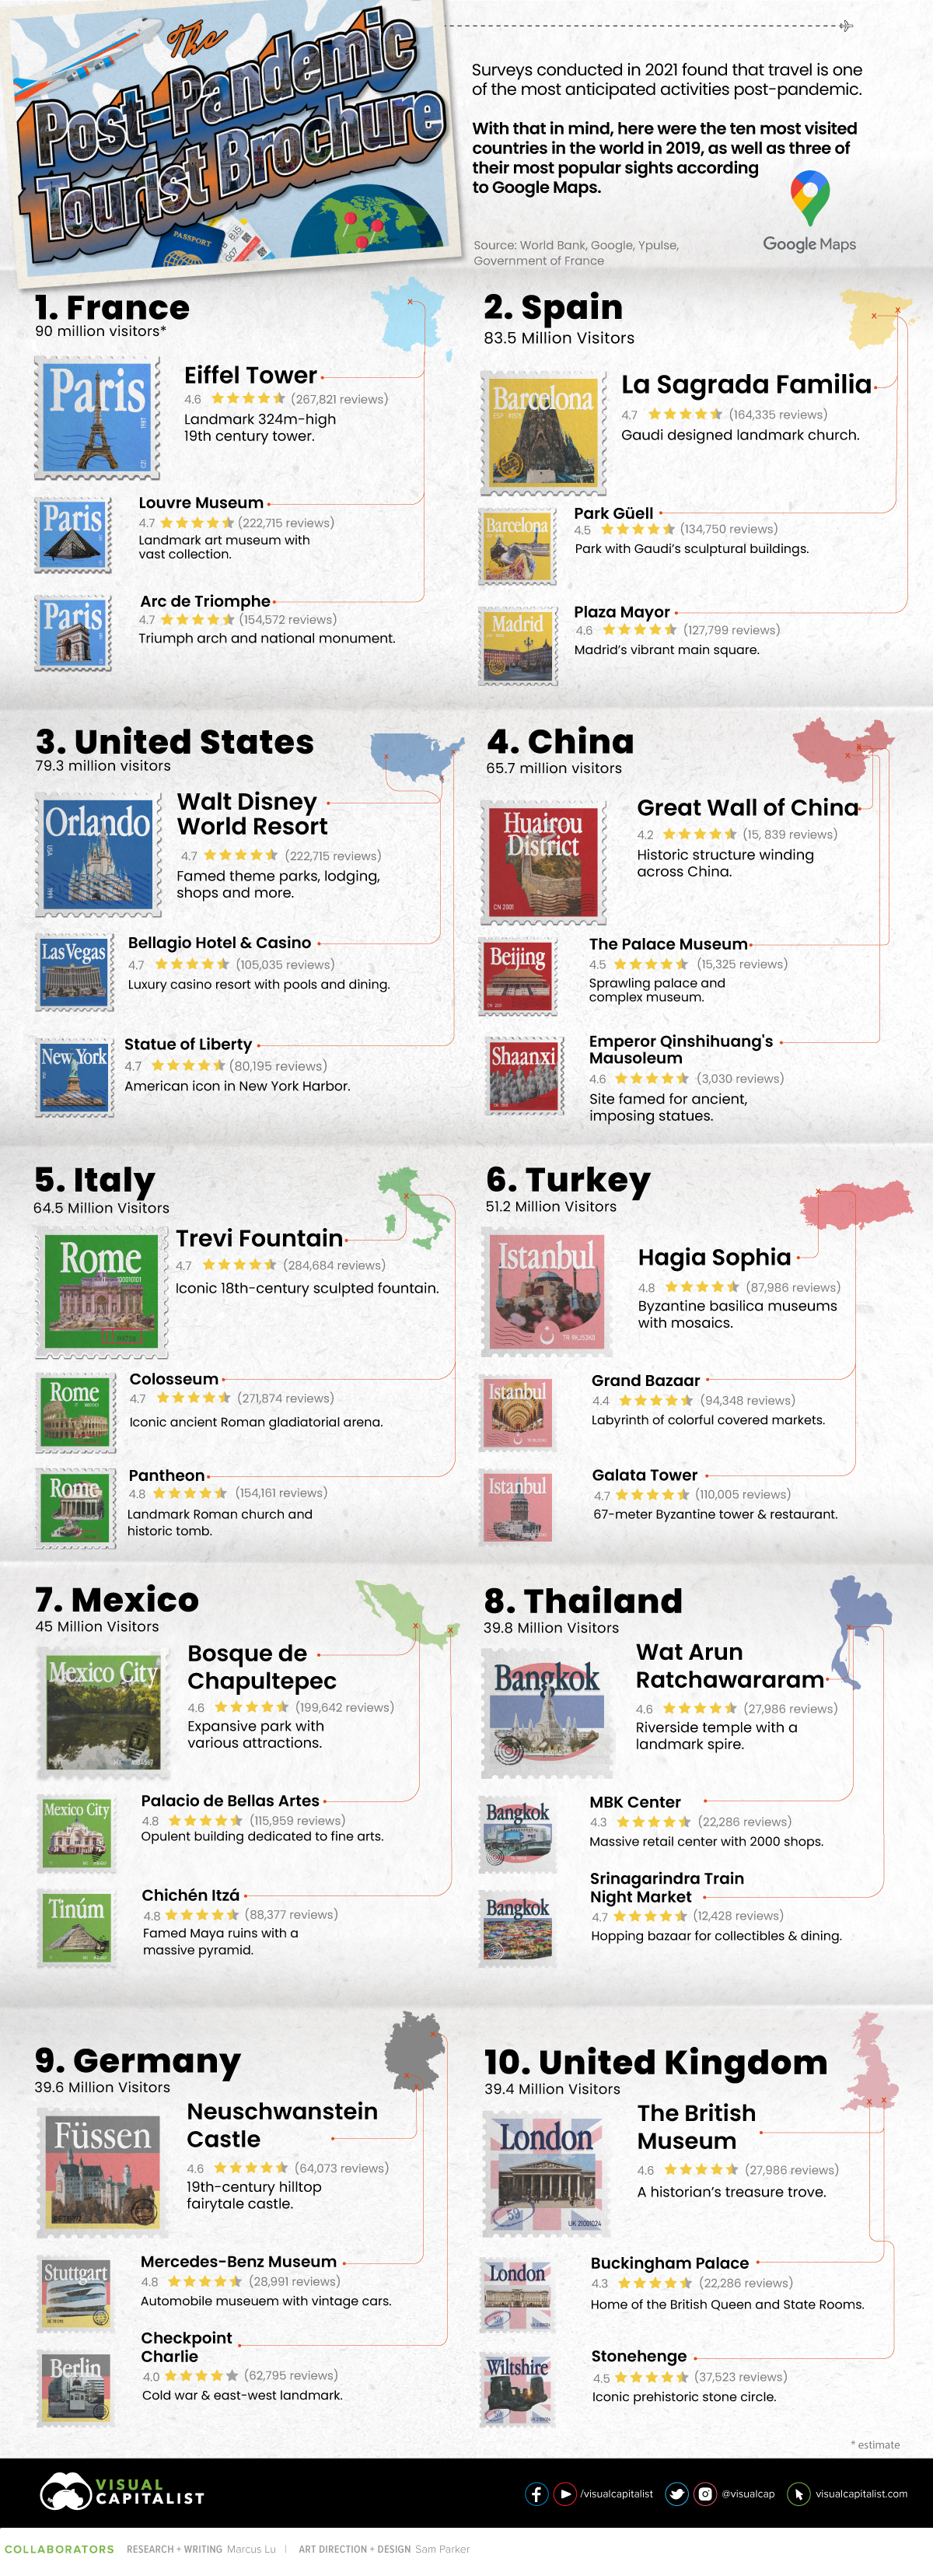 The
Post-Pandemic
Tourist Brochure
PASSPORT
Surveys conducted in 2021 found that travel is one
of the most anticipated activities post-pandemic.
With that in mind, here were the ten most visited
countries in the world in 2019, as well as three of
their most popular sights according
to Google Maps.
Google Maps
Source: World Bank, Google, Ypulse,
Government of France
1. France
90 million visitors*
Paris
Eiffel Tower
4.6 (267,821 reviews)
Landmark 324m-high
19th century tower.
Paris
Louvre Museum
4.7 (222,715 reviews)
Landmark art museum with
vast collection.
Paris
Arc de Triomphe
4.7 (154,572 reviews)
Triumph arch and national monument.
2. Spain
83.5 Million Visitors
Barcelona
La Sagrada Familia
4.7 (164,335 reviews)
Gaudi designed landmark church.
Barcelona
Park Güell
4.5 (134,750 reviews)
Park with Gaudi's sculptural buildings.
Madrid
Plaza Mayor
4.6 (127,799 reviews)
Madrid's vibrant main square.
3. United States
79.3 million visitors
Orlando
USA
Walt Disney
World Resort
4.7 (222,715 reviews)
Famed theme parks, lodging,
shops and more.
Las Vegas
Bellagio Hotel & Casino
4.7 (105,035 reviews)
Luxury casino resort with pools and dining.
New York
Statue of Liberty
4.7 (80,195 reviews)
American icon in New York Harbor.
4. China
65.7 million visitors
Huairou
District
CN 2001
Great Wall of China
4.2 (15, 839 reviews)
Historic structure winding
across China.
Beijing
The Palace Museum
4.5 (15,325 reviews)
Sprawling palace and
complex museum.
Shaanxi
Emperor Qinshihuang's
Mausoleum
4.6 (3,030 reviews)
Site famed for ancient,
imposing statues.
5. Italy
64.5 Million Visitors
Rome
Trevi Fountain
4.7 (284,684 reviews)
Iconic 18th-century sculpted fountain.
Rome
Colosseum
4.7 (271,874 reviews)
Iconic ancient Roman gladiatorial arena.
Rome
Pantheon
4.8 (154,161 reviews)
Landmark Roman church and
historic tomb.
6. Turkey
51.2 Million Visitors
Istanbul
Hagia Sophia
4.8 (87,986 reviews)
Byzantine basilica museums
with mosaics.
Istanbul
Grand Bazaar
4.4 (94,348 reviews)
Labyrinth of colorful covered markets.
Istanbul
Galata Tower
4.7 (110,005 reviews)
67-meter Byzantine tower & restaurant.
7. Mexico
45 Million Visitors
Mexico City
Bosque de
Chapultepec
4.6 (199,642 reviews)
Expansive park with
various attractions.
Mexico City
Palacio de Bellas Artes
4.8 (115,959 reviews)
Opulent building dedicated to fine arts.
Tinúm
Chichén Itzá
4.8 (88,377 reviews)
Famed Maya ruins with a
massive pyramid.
8. Thailand
39.8 Million Visitors
Bangkok
Wat Arun
Ratchawararam
4.6 (27,986 reviews)
Riverside temple with a
landmark spire.
Bangkok
MBK Center
4.3 (22,286 reviews)
Massive retail center with 2000 shops.
Bangkok
Srinagarindra Train
Night Market
4.7 (12,428 reviews)
Hopping bazaar for collectibles & dining.
9. Germany
39.6 Million Visitors
Füssen
Neuschwanstein
Castle
4.6 (64,073 reviews)
19th-century hilltop
fairytale castle.
Stuttgart
Mercedes-Benz Museum
4.8 (28,991 reviews)
Automobile museuem with vintage cars.
Berlin
Checkpoint
Charlie
4.0 (62,795 reviews)
Cold war & east-west landmark.
10. United Kingdom
39.4 Million Visitors
London
The British
Museum
4.6 (27,986 reviews)
A historian's treasure trove.
London
Buckingham Palace
4.3 (22,286 reviews)
Home of the British Queen and State Rooms.
Wiltshire
Stonehenge
4.5 (37,523 reviews)
Iconic prehistoric stone circle.
* estimate
VISUAL
CAPITALIST
/visualcapitalist @visualcap visualcapitalist.com
COLLABORATORS RESEARCH + WRITING Marcus Lu | ART DIRECTION + DESIGN Sam Parker